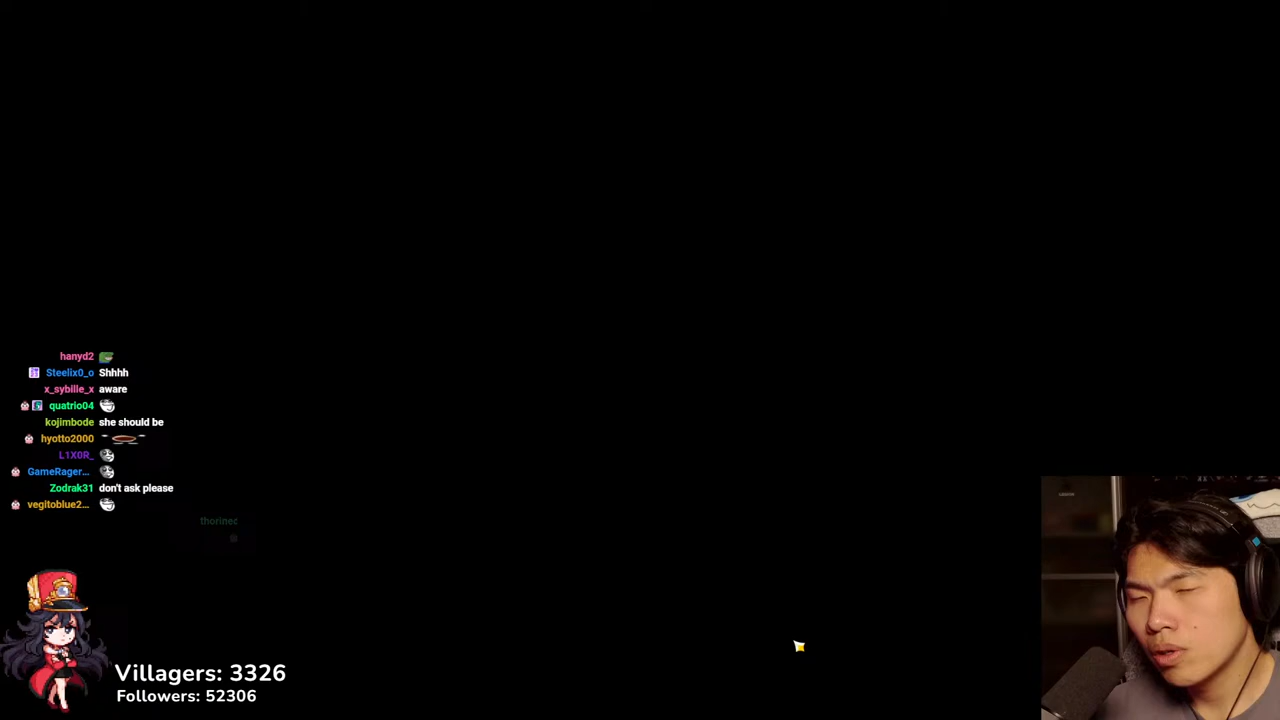 hanyd2
Steelix0_o Shhhh
x_sybille_x aware
quatrio04
kojimbode she should be
hyotto2000
L1X0R_
GameRager...
Zodrak31 don't ask please
vegitoblue2...
thorinec
Villagers: 3326
Followers: 52306